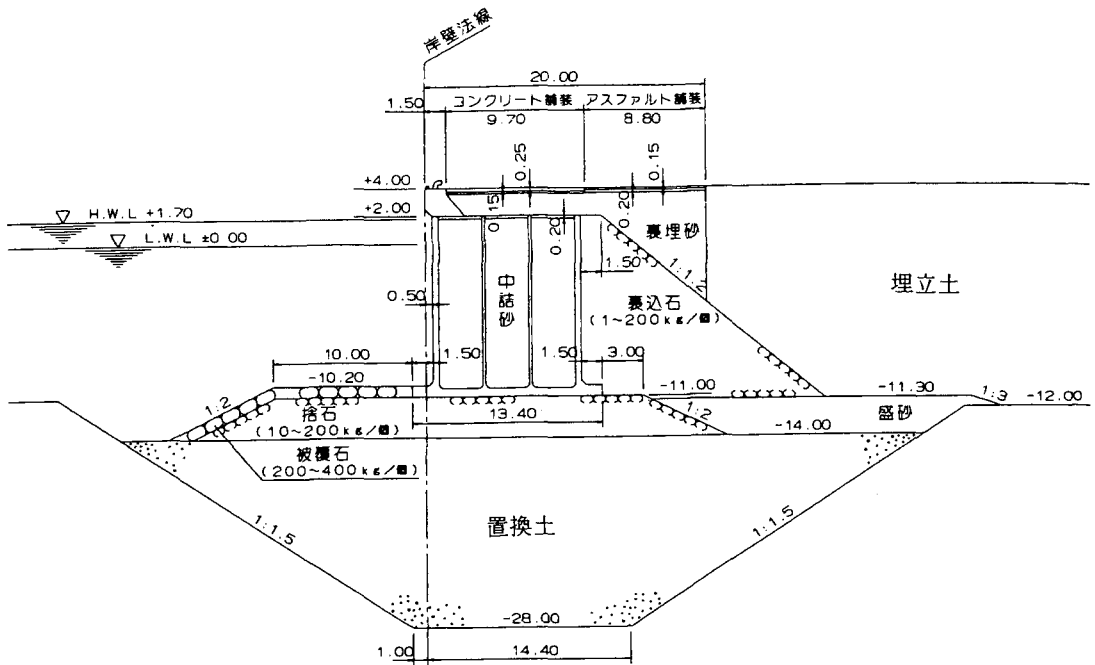 岸壁法線
20.00
1.50
コンクリート舗装
アスファルト舗装
9.70
8.80
0.25
0.15
+4.00
0.15
0.20
H.W.L +1.70
+2.00
0.20
裏埋砂
L.W.L ±0.00
1:1.2
1.50
埋立土
0.50
中詰砂
裏込石
(1~200kg/個)
10.00
1.50
1.50
3.00
-10.20
-11.00
-11.30
1:3
-12.00
1:2
捨石
(10~200kg/個)
13.40
1:2
盛砂
-14.00
被覆石
(200~400kg/個)
1:1.5
置換土
1:1.5
-28.00
1.00
14.40